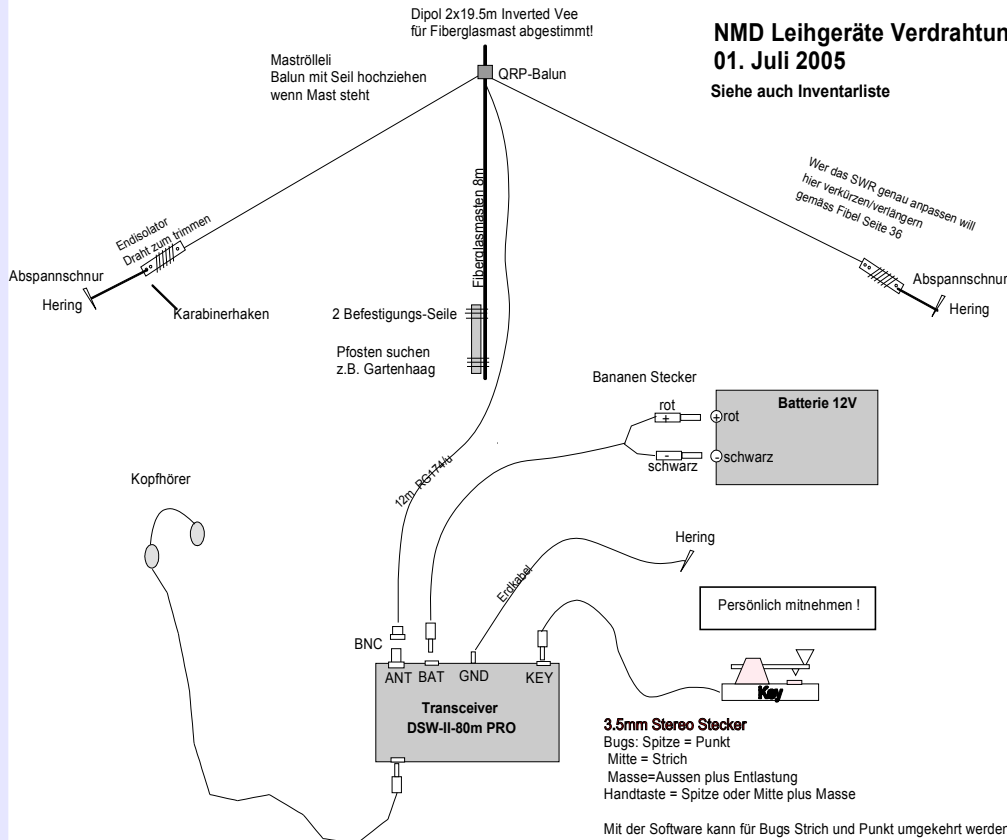 Dipol 2x19.5m Inverted Vee
für Fiberglasmast abgestimmt!
NMD Leihgeräte Verdrahtun
01. Juli 2005
Siehe auch Inventarliste
Maströlleli
Balun mit Seil hochziehen
wenn Mast steht
QRP-Balun
Wer das SWR genau anpassen will
hier verkürzen/verlängern
gemäss Fibel Seite 36
Endisolator
Draht zum trimmen
Fiberglasmasten 8m
Abspannschnur
Hering
Karabinerhaken
Abspannschnur
Hering
2 Befestigungs-Seile
Pfosten suchen
z.B. Gartenhaag
Bananen Stecker
rot
+
+
rot
Batterie 12V
-
-
schwarz
schwarz
Kopfhörer
12m RG174/u
Hering
Erdkabel
Persönlich mitnehmen !
BNC
ANT BAT GND KEY
Transceiver
DSW-II-80m PRO
Key
3.5mm Stereo Stecker
Bugs: Spitze = Punkt
Mitte = Strich
Masse=Aussen plus Entlastung
Handtaste = Spitze oder Mitte plus Masse
Mit der Software kann für Bugs Strich und Punkt umgekehrt werden